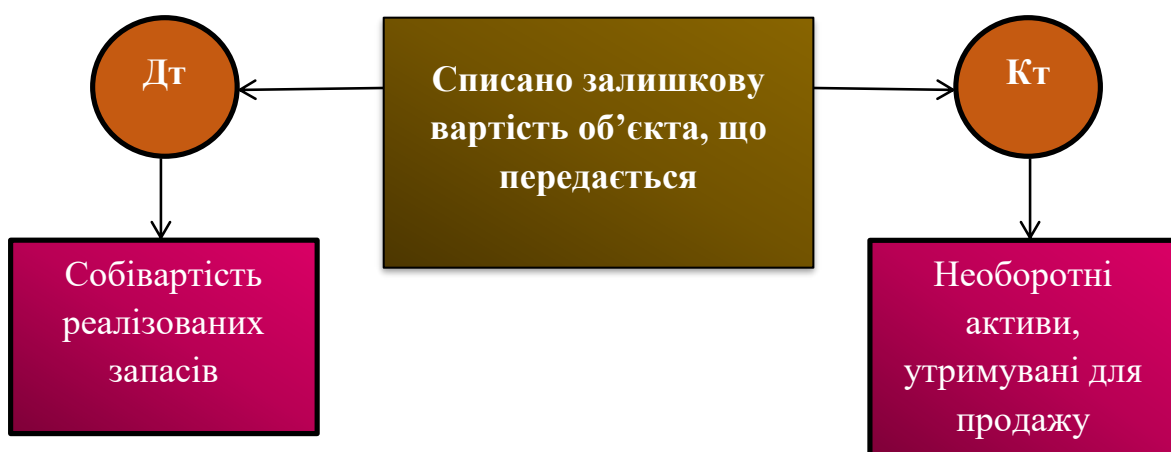 Дт
Списано залишкову
вартість об’єкта, що
передається
Кт
Собівартість
реалізованих
запасів
Необоротні
активи,
утримувані для
продажу